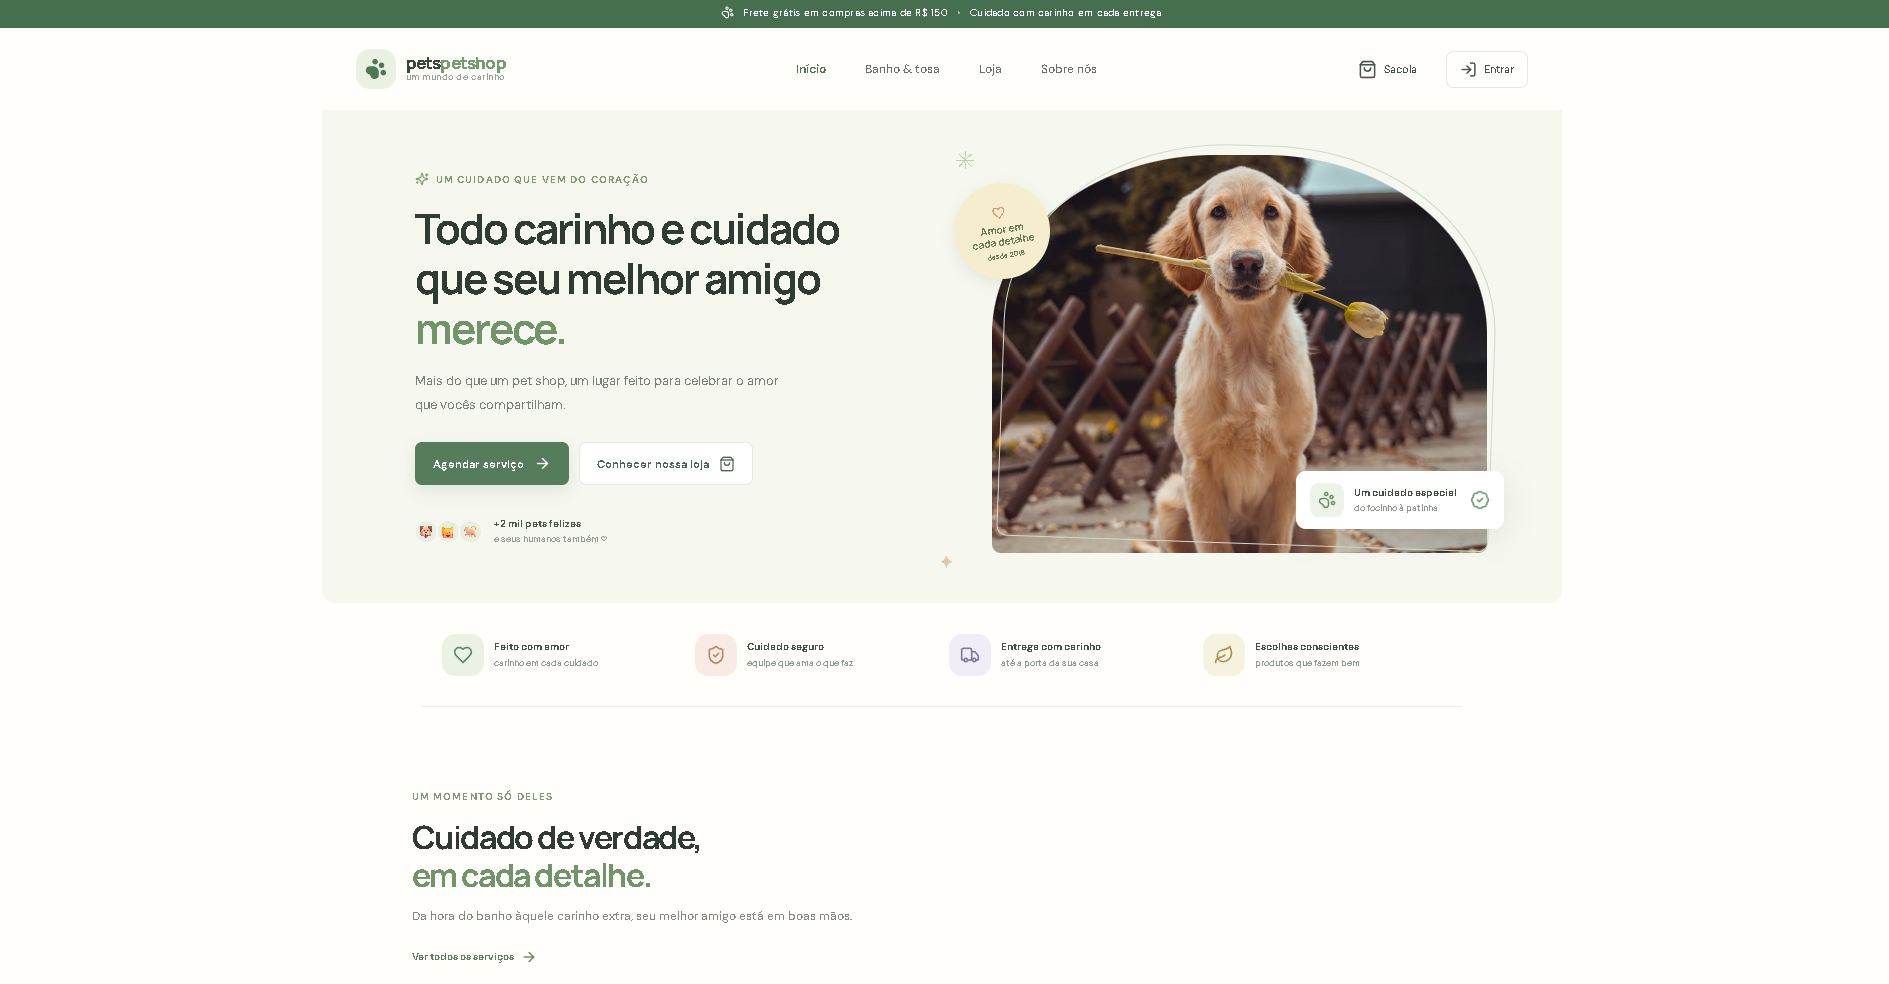 Frete grátis em compras acima de R$ 150 • Cuidado com carinho em cada entrega
petspetshop
um mundo de carinho
Início
Banho & tosa
Loja
Sobre nós
Sacola
Entrar
UM CUIDADO QUE VEM DO CORAÇÃO
Todo carinho e cuidado
que seu melhor amigo
merece.
Mais do que um pet shop, um lugar feito para celebrar o amor
que vocês compartilham.
Agendar serviço
Conhecer nossa loja
+2 mil pets felizes
e seus humanos também ♡
Amor em
cada detalhe
desde 2018
Um cuidado especial
do focinho à patinha
Feito com amor
carinho em cada cuidado
Cuidado seguro
equipe que ama o que faz
Entrega com carinho
até a porta da sua casa
Escolhas conscientes
produtos que fazem bem
UM MOMENTO SÓ DELES
Cuidado de verdade,
em cada detalhe.
Da hora do banho àquele carinho extra, seu melhor amigo está em boas mãos.
Ver todos os serviços